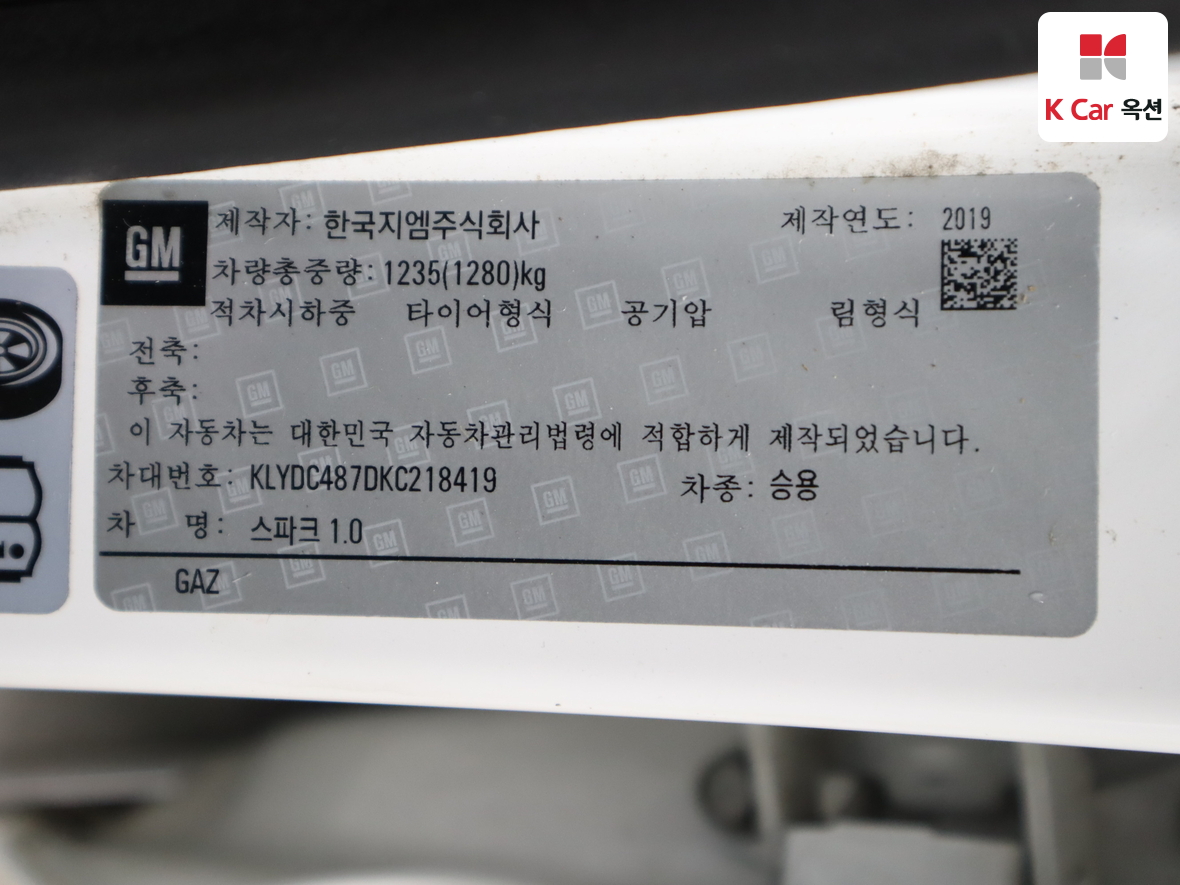 K Car 옥션
GM 제작자: 한국지엠주식회사 제작연도: 2019
차량총중량: 1235(1280)kg
적차시하중 타이어형식 공기압 림형식
전축:
후축:
이 자동차는 대한민국 자동차관리법령에 적합하게 제작되었습니다.
차대번호: KLYDC487DKC218419 차종: 승용
차 명: 스파크 1.0
GAZ